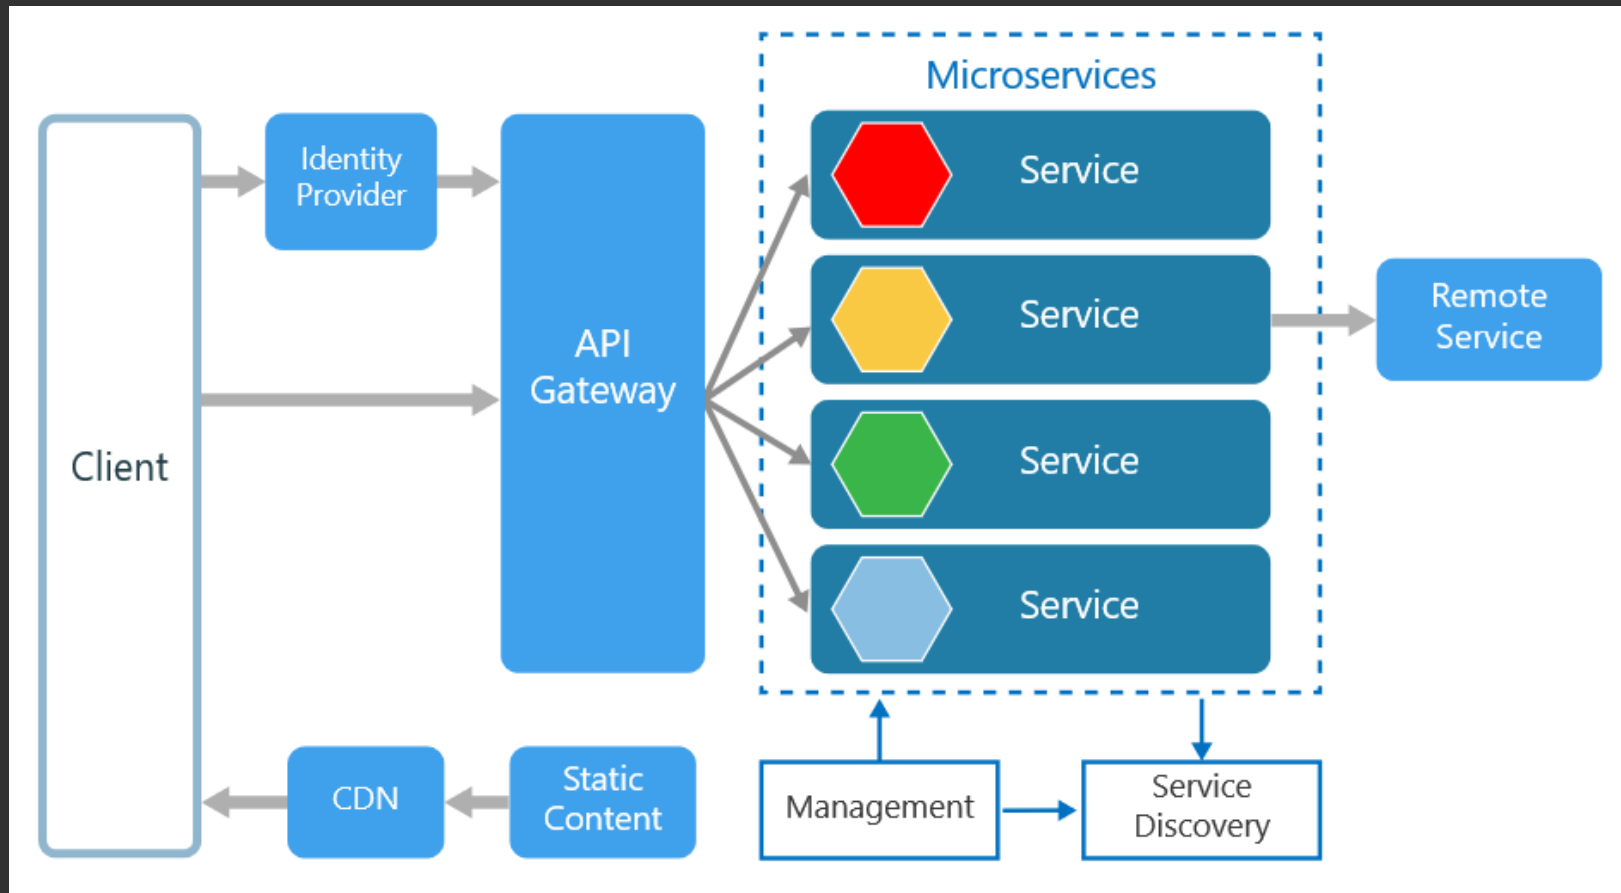 Microservices
Identity
Provider
Service
Service
Remote
Service
API
Gateway
Client
Service
Service
CDN
Static
Content
Management
Service
Discovery